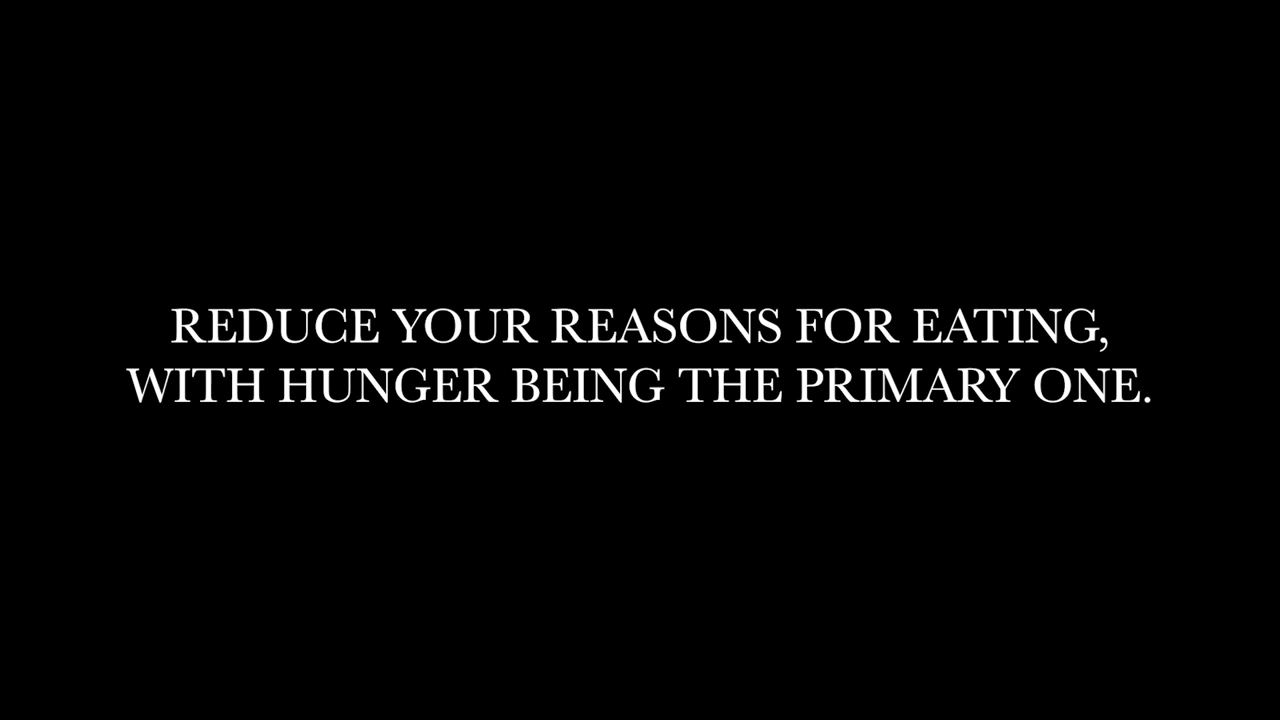 REDUCE YOUR REASONS FOR EATING,
WITH HUNGER BEING THE PRIMARY ONE.